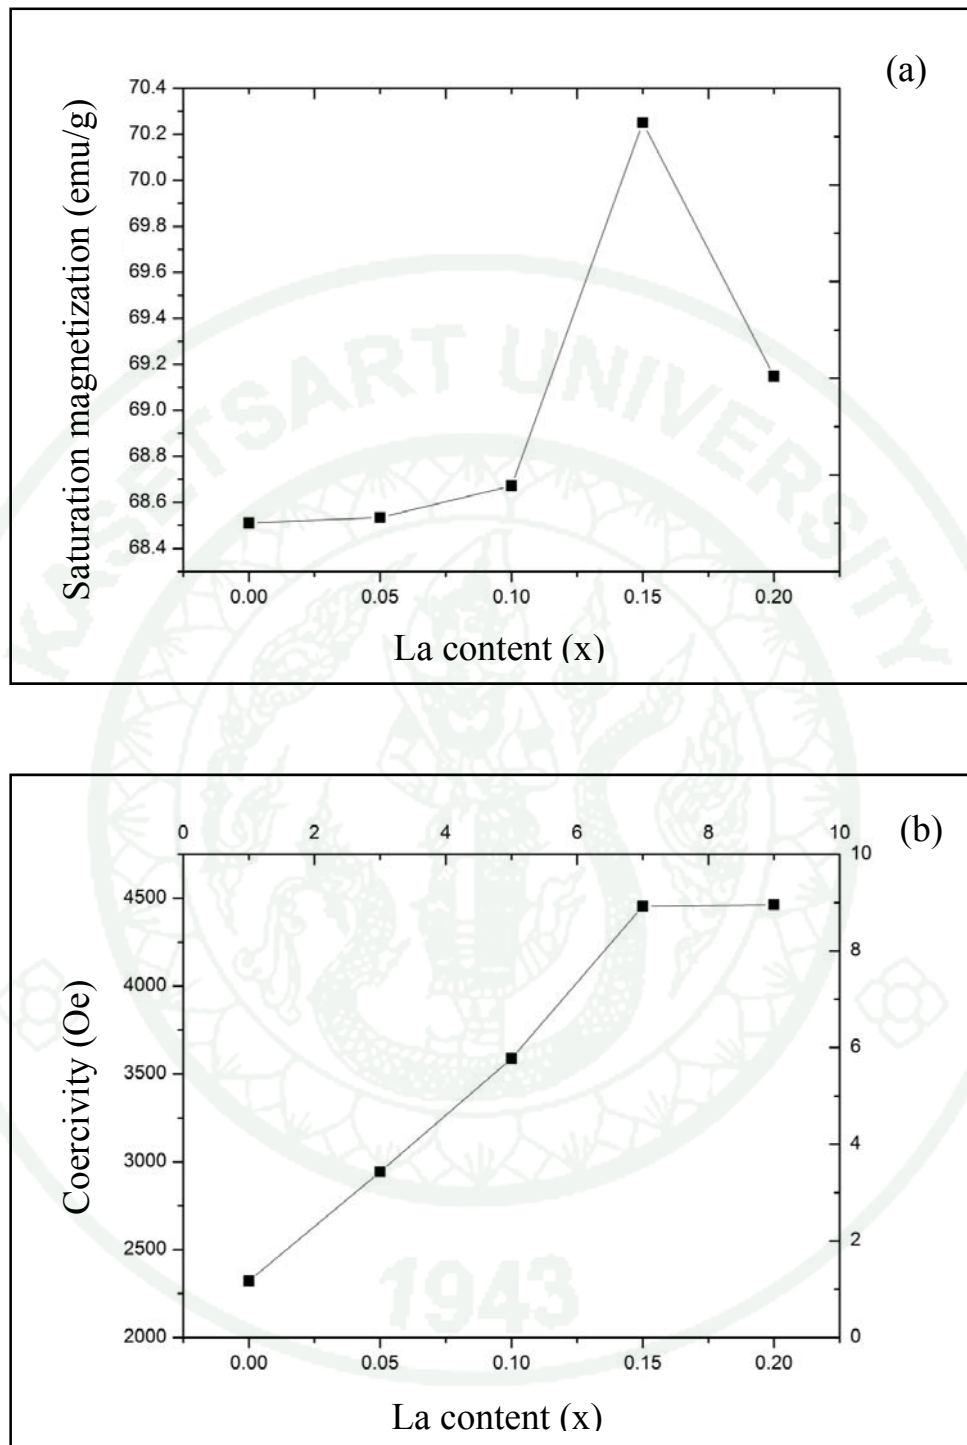 (a)
Saturation magnetization (emu/g)
70.4
70.2
70.0
69.8
69.6
69.4
69.2
69.0
68.8
68.6
68.4
0.00 0.05 0.10 0.15 0.20
La content (x)
KASETSART UNIVERSITY
(b)
0 2 4 6 8 10
Coercivity (Oe)
4500
4000
3500
3000
2500
2000
10
8
6
4
2
0
1943
0.00 0.05 0.10 0.15 0.20
La content (x)